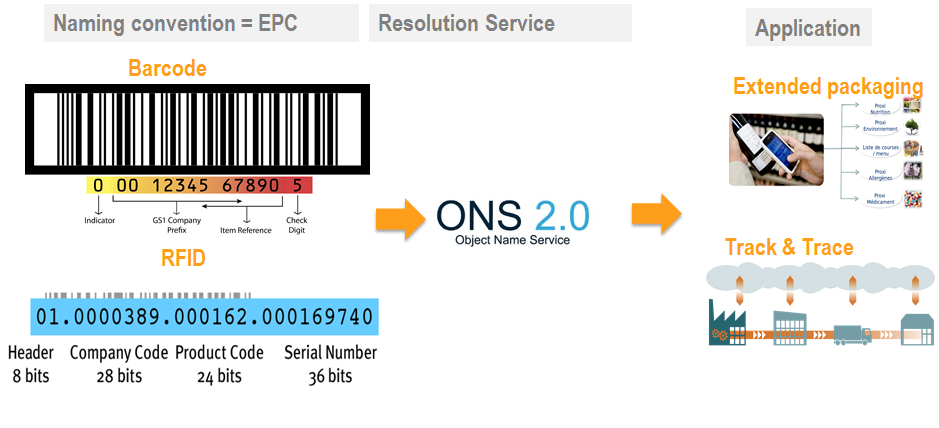 Naming convention = EPC
Resolution Service
Application
Barcode
0 00 12345 67890 5
Indicator
GS1 Company
Prefix
Item Reference
Check
Digit
RFID
01.0000389.000162.000169740
Header
8 bits
Company Code
28 bits
Product Code
24 bits
Serial Number
36 bits
ONS 2.0
Object Name Service
Extended packaging
Proxi
Nutrition
Proxi
Environnement
Liste de courses
/ menu
Proxi
Allergènes
Proxi
Médicament
Track & Trace